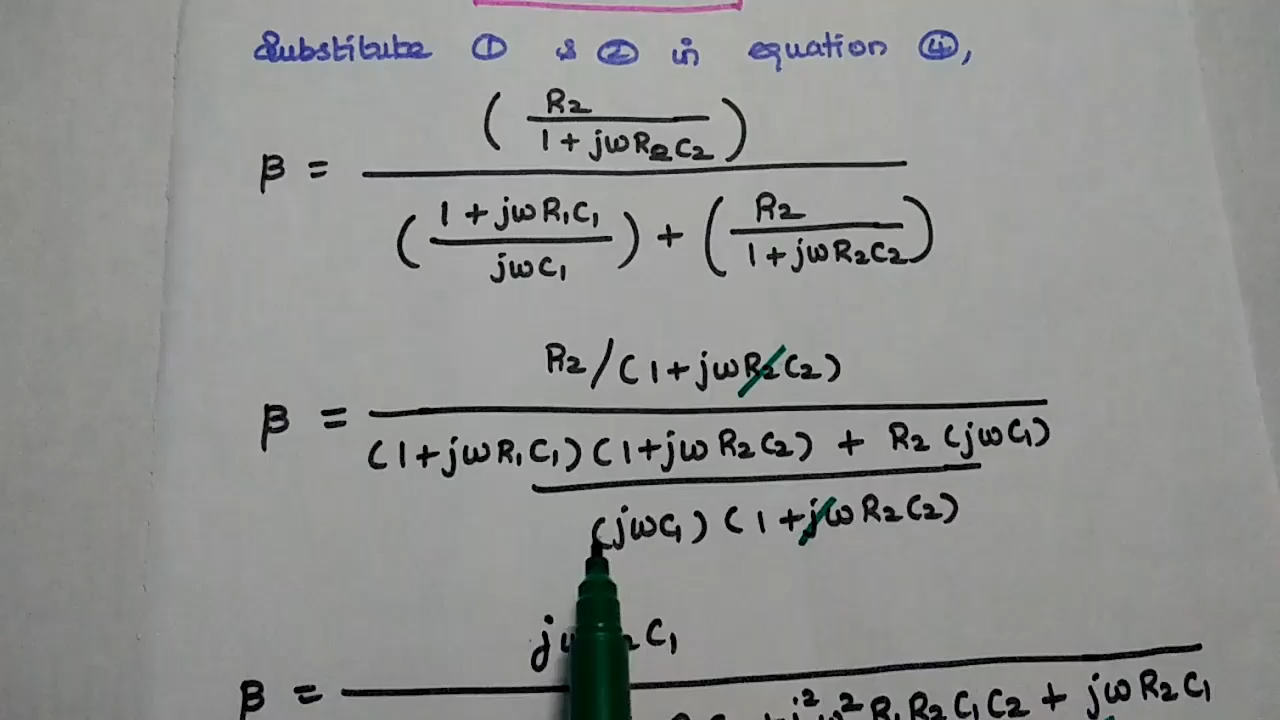 Substitute ① & ② in equation ④,
( R2 / 1 + jωR2C2 )
β =
( 1 + jωR1C1 / jωC1 ) + ( R2 / 1 + jωR2C2 )
R2 / (1 + jωR2C2)
β =
(1 + jωR1C1) (1 + jωR2C2) + R2 (jωC1)
(jωC1) (1 + jωR2C2)
C1
β =
j²ω²R1R2C1C2 + jωR2C1